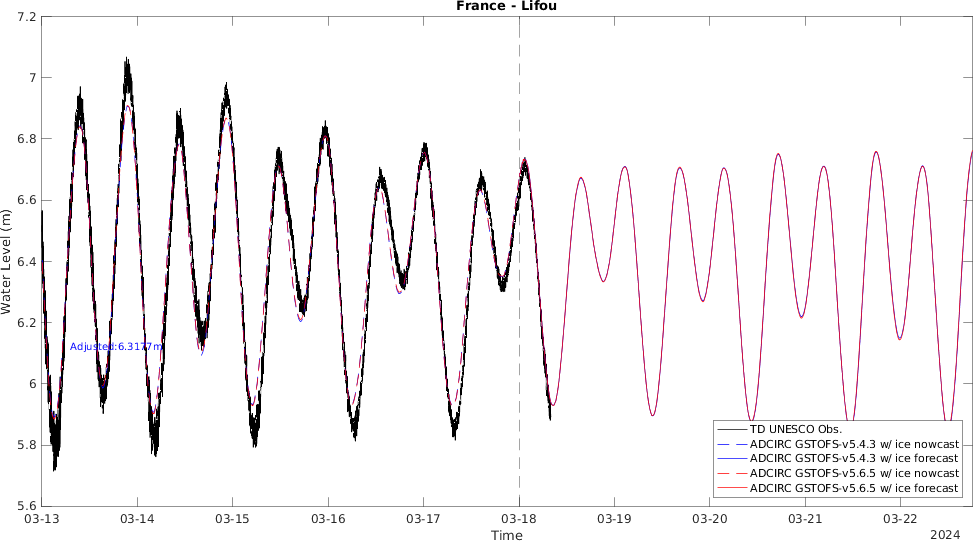 France - Lifou
7.2
7
6.8
6.6
6.4
6.2
6
5.8
5.6
Water Level (m)
Adjusted:6.3177m
TD UNESCO Obs.
ADCIRC GSTOFS-v5.4.3 w/ ice nowcast
ADCIRC GSTOFS-v5.4.3 w/ ice forecast
ADCIRC GSTOFS-v5.6.5 w/ ice nowcast
ADCIRC GSTOFS-v5.6.5 w/ ice forecast
03-13 03-14 03-15 03-16 03-17 03-18 03-19 03-20 03-21 03-22
Time
2024